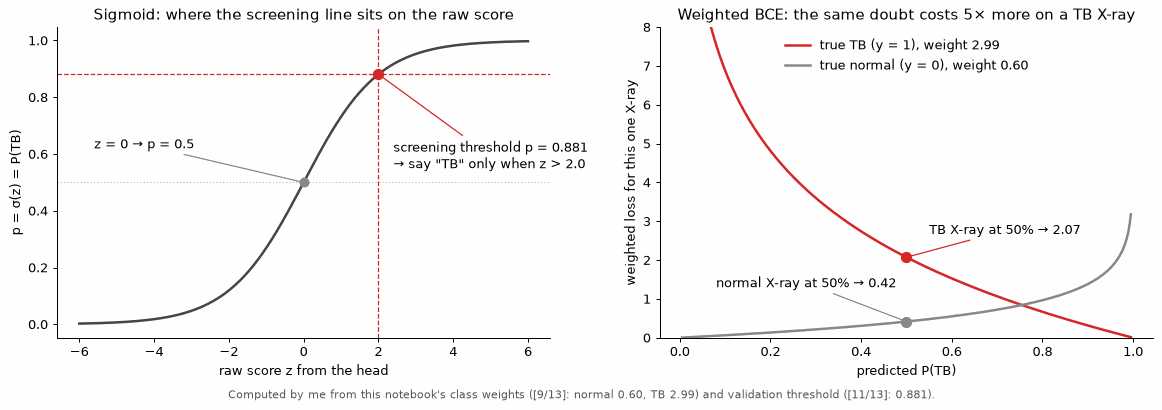 Sigmoid: where the screening line sits on the raw score
p = σ(z) = P(TB)
1.0
0.8
0.6
0.4
0.2
0.0
z = 0 → p = 0.5
screening threshold p = 0.881
→ say "TB" only when z > 2.0
−6
−4
−2
0
2
4
6
raw score z from the head
Weighted BCE: the same doubt costs 5× more on a TB X-ray
weighted loss for this one X-ray
8
7
6
5
4
3
2
1
0
true TB (y = 1), weight 2.99
true normal (y = 0), weight 0.60
TB X-ray at 50% → 2.07
normal X-ray at 50% → 0.42
0.0
0.2
0.4
0.6
0.8
1.0
predicted P(TB)
Computed by me from this notebook's class weights ([9/13]: normal 0.60, TB 2.99) and validation threshold ([11/13]: 0.881).